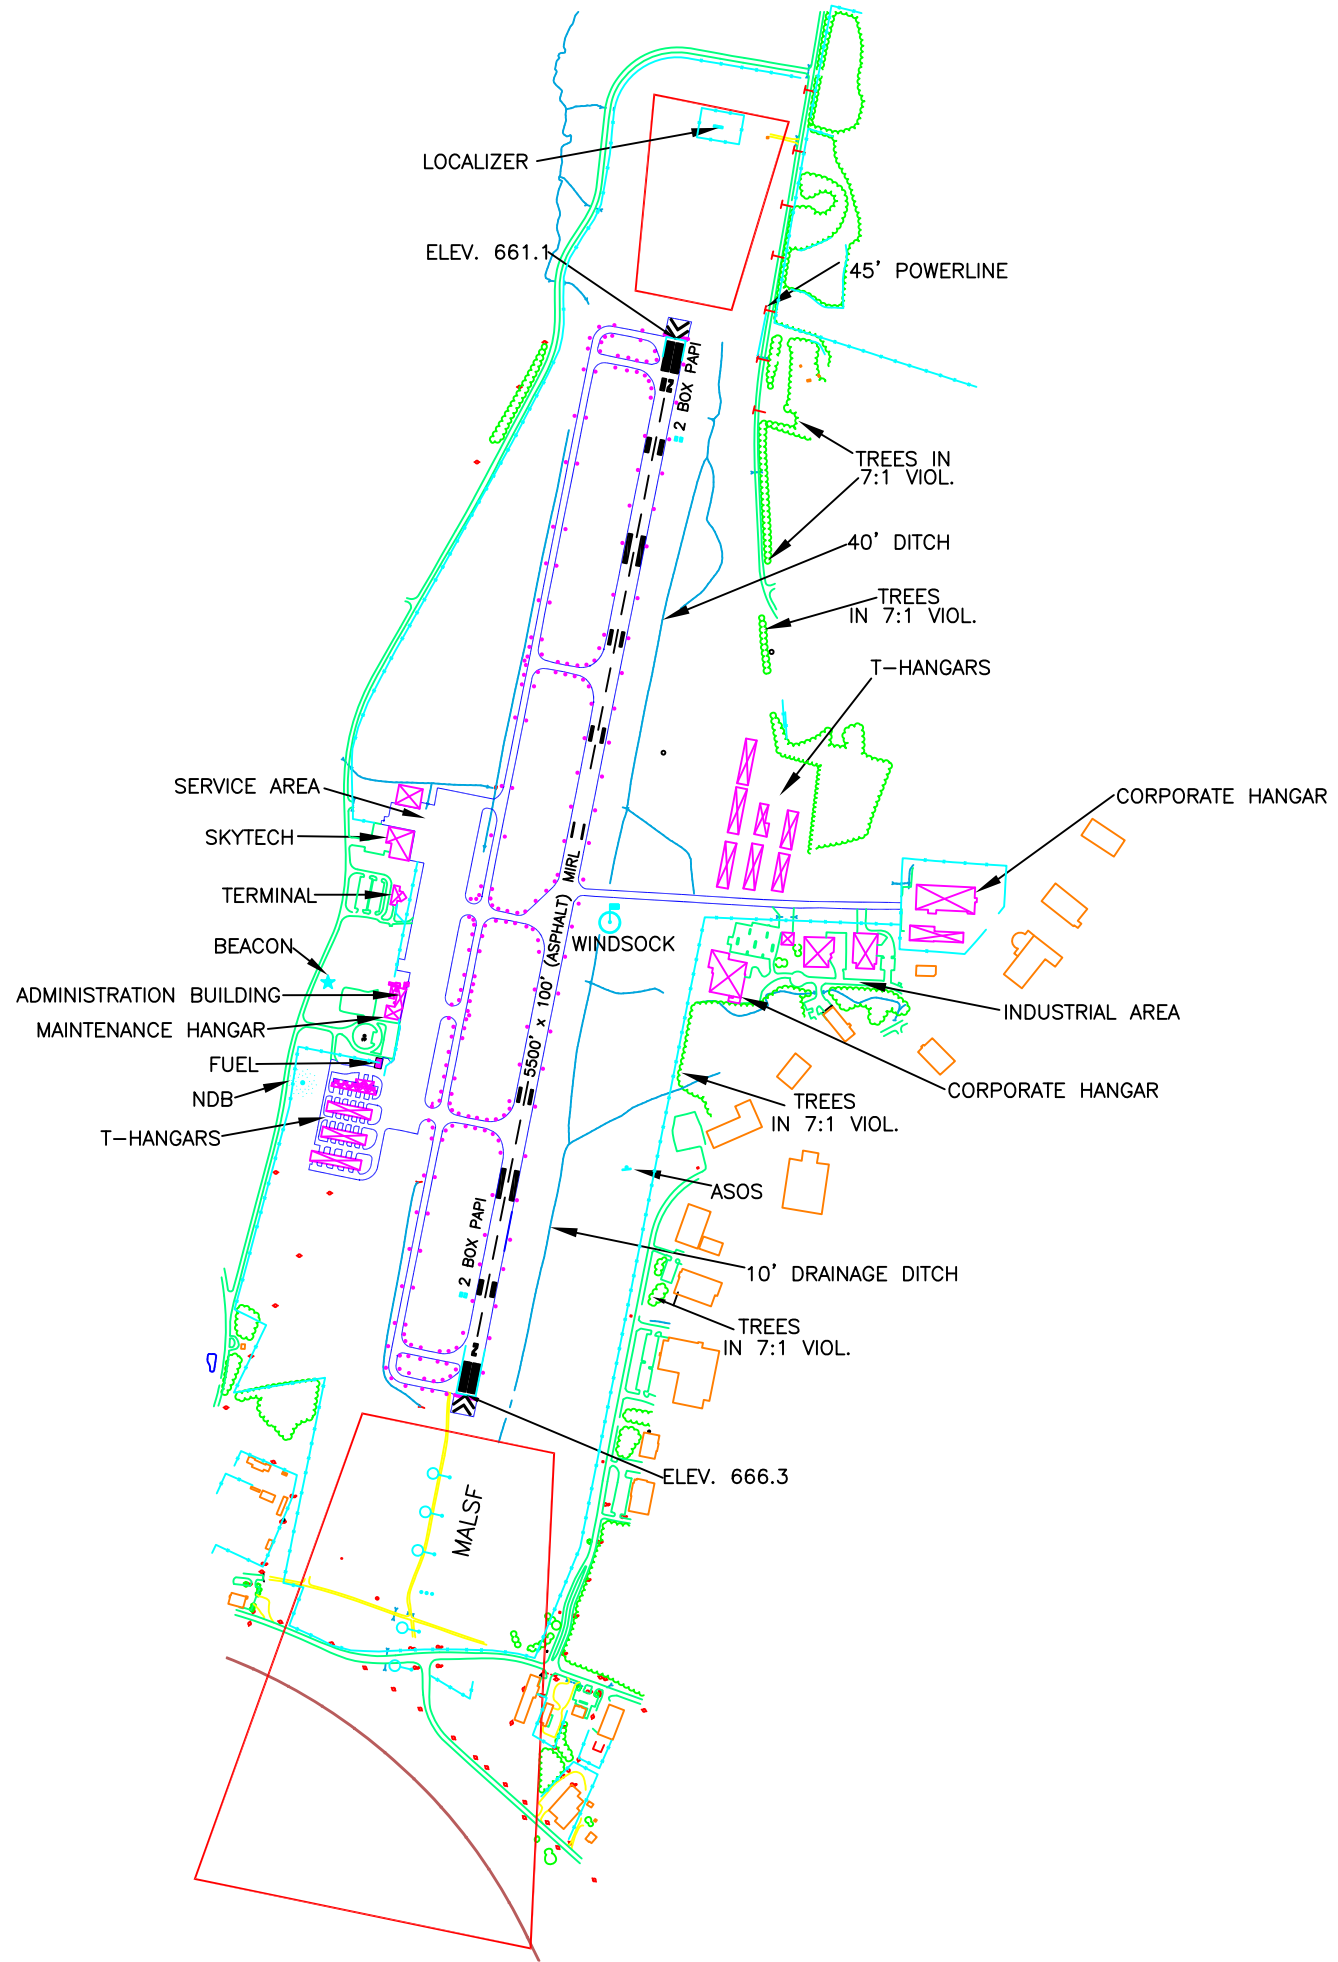 LOCALIZER
ELEV. 661.1
45' POWERLINE
2 BOX PAPI
TREES IN
7:1 VIOL.
40' DITCH
TREES
IN 7:1 VIOL.
T-HANGARS
SERVICE AREA
CORPORATE HANGAR
SKYTECH
TERMINAL
5500' x 100' (ASPHALT) MIRL
WINDSOCK
BEACON
ADMINISTRATION BUILDING
INDUSTRIAL AREA
MAINTENANCE HANGAR
FUEL
CORPORATE HANGAR
NDB
TREES
IN 7:1 VIOL.
T-HANGARS
ASOS
2 BOX PAPI
10' DRAINAGE DITCH
TREES
IN 7:1 VIOL.
ELEV. 666.3
MALSF